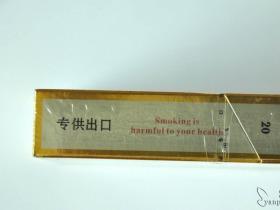 专供出口
Smoking is
harmful to your health
20